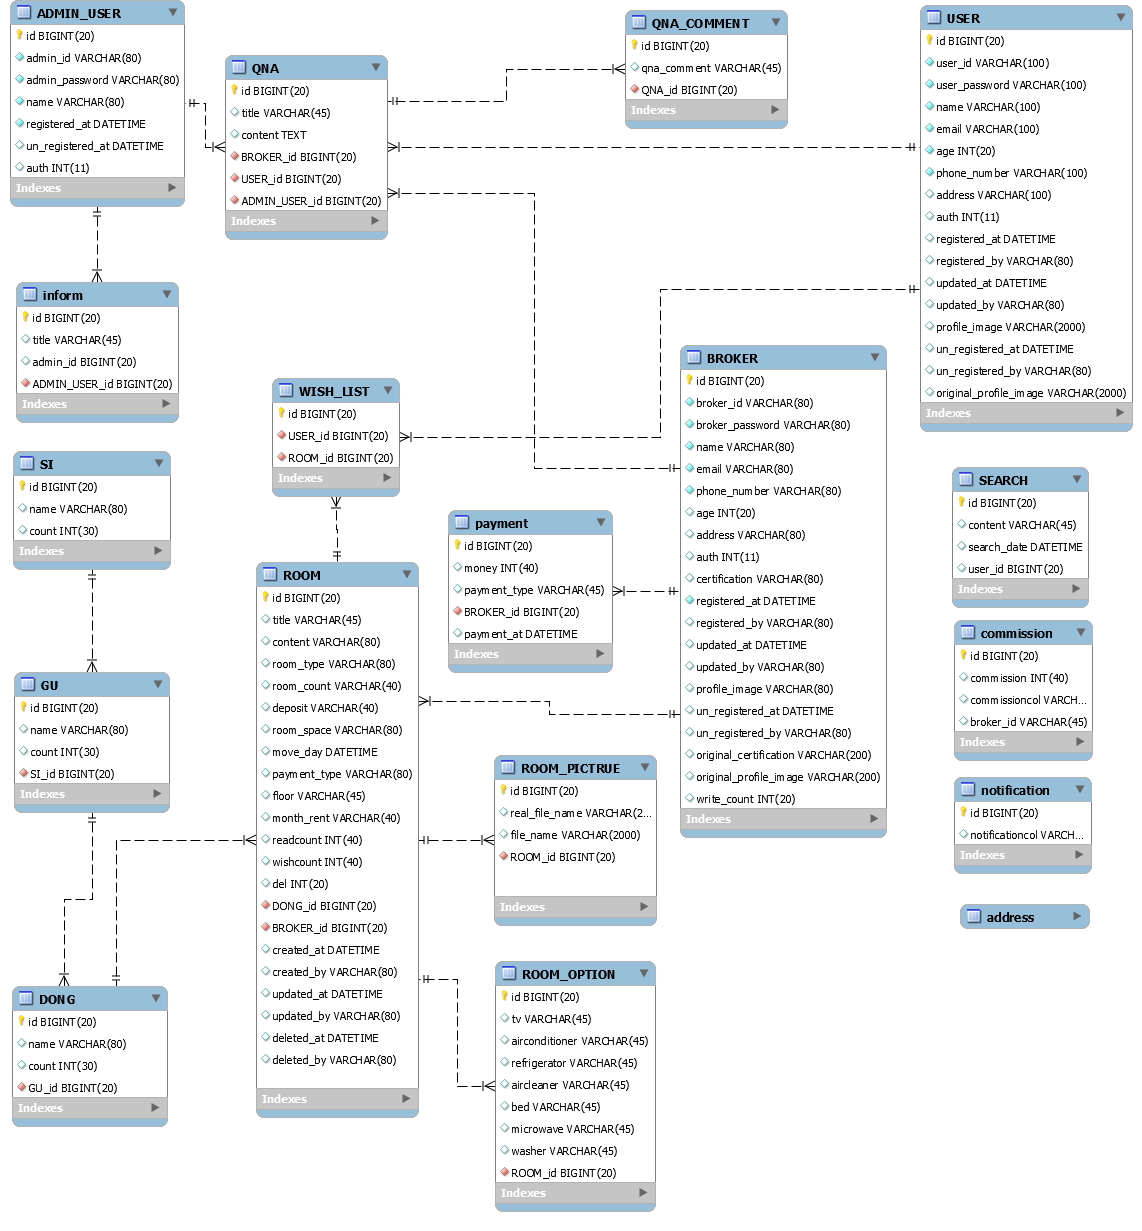 ADMIN_USER
id BIGINT(20)
admin_id VARCHAR(80)
admin_password VARCHAR(80)
name VARCHAR(80)
registered_at DATETIME
un_registered_at DATETIME
auth INT(11)
Indexes
QNA
id BIGINT(20)
title VARCHAR(45)
content TEXT
BROKER_id BIGINT(20)
USER_id BIGINT(20)
ADMIN_USER_id BIGINT(20)
Indexes
QNA_COMMENT
id BIGINT(20)
qna_comment VARCHAR(45)
QNA_id BIGINT(20)
Indexes
USER
id BIGINT(20)
user_id VARCHAR(100)
user_password VARCHAR(100)
name VARCHAR(100)
email VARCHAR(100)
age INT(20)
phone_number VARCHAR(100)
address VARCHAR(100)
auth INT(11)
registered_at DATETIME
registered_by VARCHAR(80)
updated_at DATETIME
updated_by VARCHAR(80)
profile_image VARCHAR(2000)
un_registered_at DATETIME
un_registered_by VARCHAR(80)
original_profile_image VARCHAR(2000)
Indexes
inform
id BIGINT(20)
title VARCHAR(45)
admin_id BIGINT(20)
ADMIN_USER_id BIGINT(20)
Indexes
WISH_LIST
id BIGINT(20)
USER_id BIGINT(20)
ROOM_id BIGINT(20)
Indexes
BROKER
id BIGINT(20)
broker_id VARCHAR(80)
broker_password VARCHAR(80)
name VARCHAR(80)
email VARCHAR(80)
phone_number VARCHAR(80)
age INT(20)
address VARCHAR(80)
auth INT(11)
certification VARCHAR(80)
registered_at DATETIME
registered_by VARCHAR(80)
updated_at DATETIME
updated_by VARCHAR(80)
profile_image VARCHAR(80)
un_registered_at DATETIME
un_registered_by VARCHAR(80)
original_certification VARCHAR(200)
original_profile_image VARCHAR(200)
write_count INT(20)
Indexes
SI
id BIGINT(20)
name VARCHAR(80)
count INT(30)
Indexes
payment
id BIGINT(20)
money INT(40)
payment_type VARCHAR(45)
BROKER_id BIGINT(20)
payment_at DATETIME
Indexes
SEARCH
id BIGINT(20)
content VARCHAR(45)
search_date DATETIME
user_id BIGINT(20)
Indexes
commission
id BIGINT(20)
commission INT(40)
commissioncol VARCH...
broker_id VARCHAR(45)
Indexes
ROOM
id BIGINT(20)
title VARCHAR(45)
content VARCHAR(80)
room_type VARCHAR(80)
room_count VARCHAR(40)
deposit VARCHAR(40)
room_space VARCHAR(80)
move_day DATETIME
payment_type VARCHAR(80)
floor VARCHAR(45)
month_rent VARCHAR(40)
readcount INT(40)
wishcount INT(40)
del INT(20)
DONG_id BIGINT(20)
BROKER_id BIGINT(20)
created_at DATETIME
created_by VARCHAR(80)
updated_at DATETIME
updated_by VARCHAR(80)
deleted_at DATETIME
deleted_by VARCHAR(80)
Indexes
GU
id BIGINT(20)
name VARCHAR(80)
count INT(30)
SI_id BIGINT(20)
Indexes
ROOM_PICTRUE
id BIGINT(20)
real_file_name VARCHAR(2...
file_name VARCHAR(2000)
ROOM_id BIGINT(20)
Indexes
notification
id BIGINT(20)
notificationcol VARCH...
Indexes
address
DONG
id BIGINT(20)
name VARCHAR(80)
count INT(30)
GU_id BIGINT(20)
Indexes
ROOM_OPTION
id BIGINT(20)
tv VARCHAR(45)
airconditioner VARCHAR(45)
refrigerator VARCHAR(45)
aircleaner VARCHAR(45)
bed VARCHAR(45)
microwave VARCHAR(45)
washer VARCHAR(45)
ROOM_id BIGINT(20)
Indexes